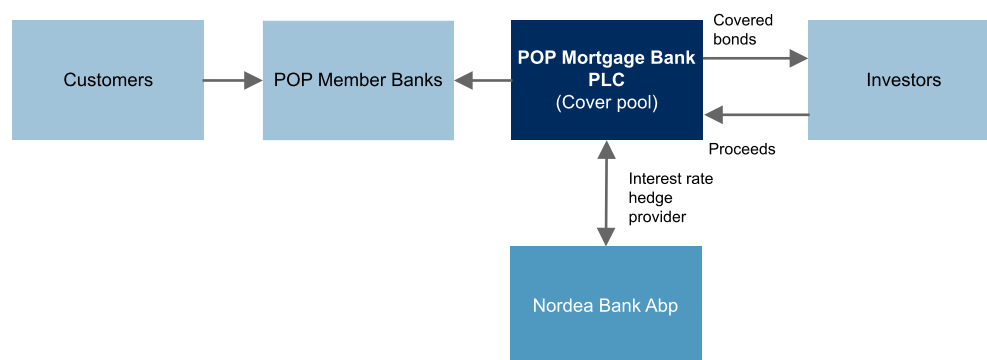 Customers
POP Member Banks
POP Mortgage Bank
PLC
(Cover pool)
Covered
bonds
Investors
Proceeds
Interest rate
hedge
provider
Nordea Bank Abp